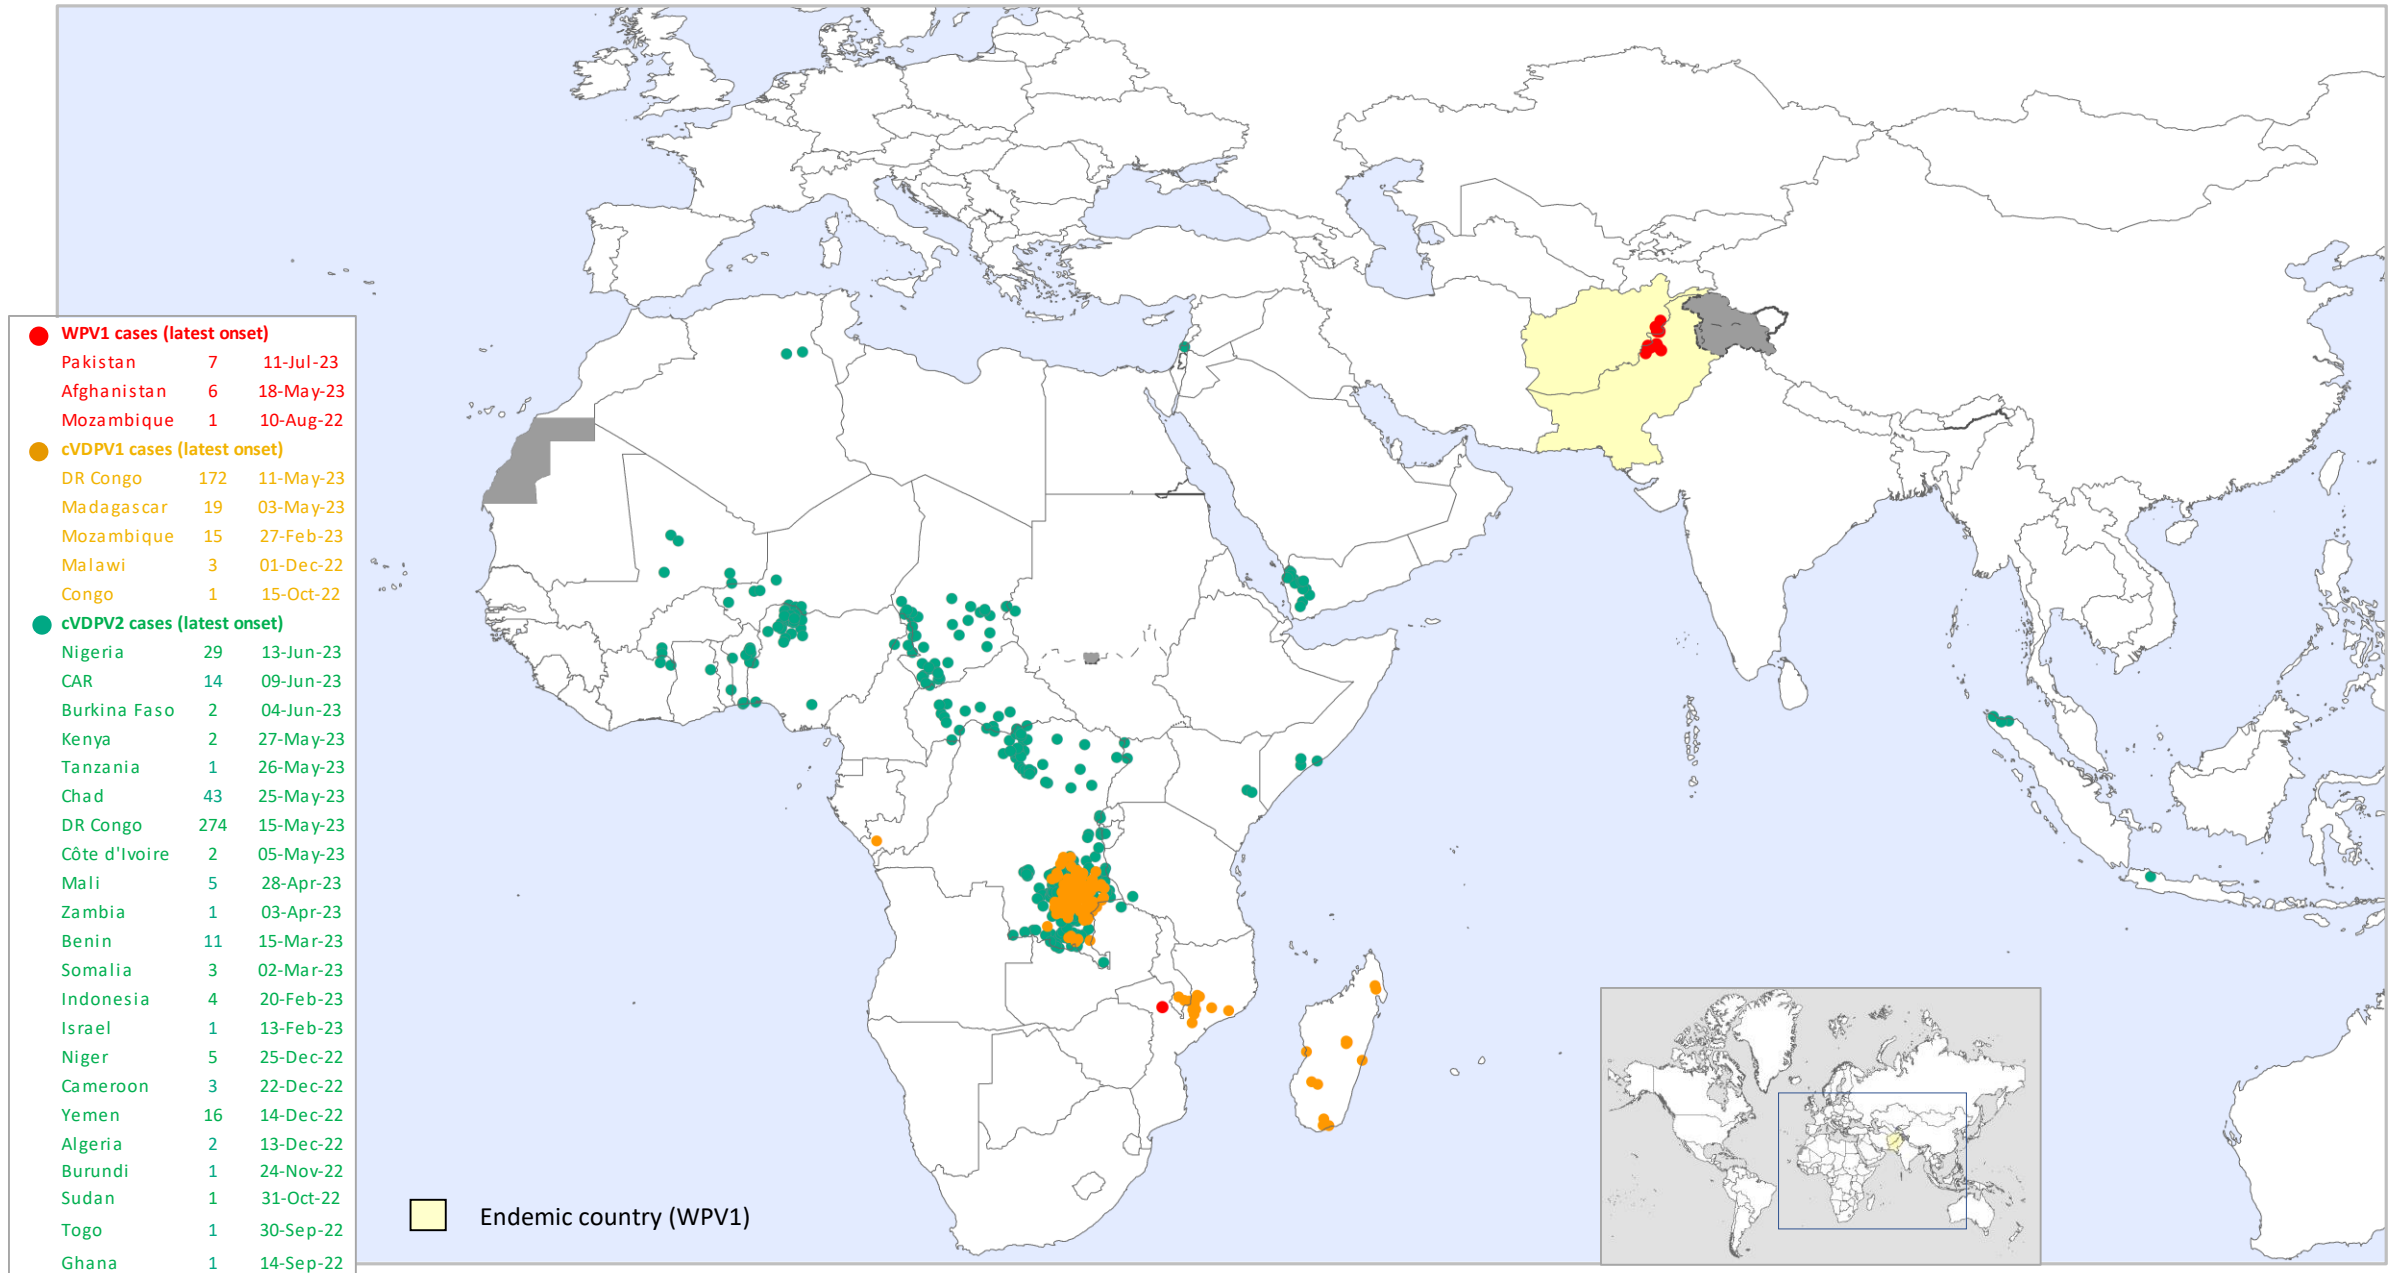 WPV1 cases (latest onset)
Pakistan 7 11-Jul-23
Afghanistan 6 18-May-23
Mozambique 1 10-Aug-22
cVDPV1 cases (latest onset)
DR Congo 172 11-May-23
Madagascar 19 03-May-23
Mozambique 15 27-Feb-23
Malawi 3 01-Dec-22
Congo 1 15-Oct-22
cVDPV2 cases (latest onset)
Nigeria 29 13-Jun-23
CAR 14 09-Jun-23
Burkina Faso 2 04-Jun-23
Kenya 2 27-May-23
Tanzania 1 26-May-23
Chad 43 25-May-23
DR Congo 274 15-May-23
Côte d'Ivoire 2 05-May-23
Mali 5 28-Apr-23
Zambia 1 03-Apr-23
Benin 11 15-Mar-23
Somalia 3 02-Mar-23
Indonesia 4 20-Feb-23
Israel 1 13-Feb-23
Niger 5 25-Dec-22
Cameroon 3 22-Dec-22
Yemen 16 14-Dec-22
Algeria 2 13-Dec-22
Burundi 1 24-Nov-22
Sudan 1 31-Oct-22
Togo 1 30-Sep-22
Ghana 1 14-Sep-22
Endemic country (WPV1)